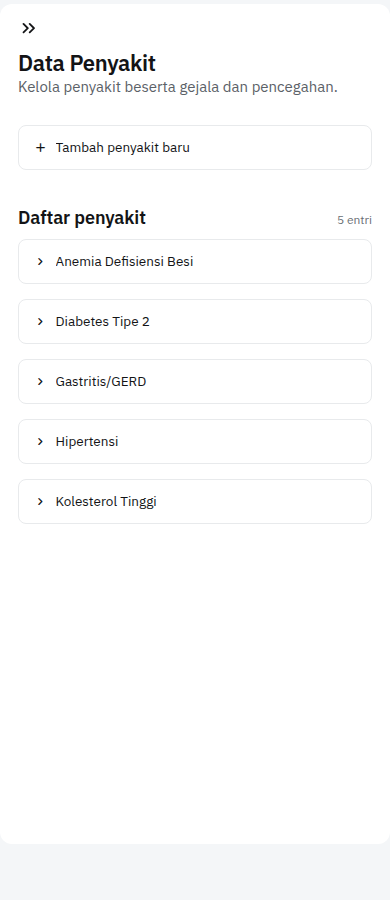 Data Penyakit
Kelola penyakit beserta gejala dan pencegahan.
Tambah penyakit baru
Daftar penyakit
5 entri
Anemia Defisiensi Besi
Diabetes Tipe 2
Gastritis/GERD
Hipertensi
Kolesterol Tinggi